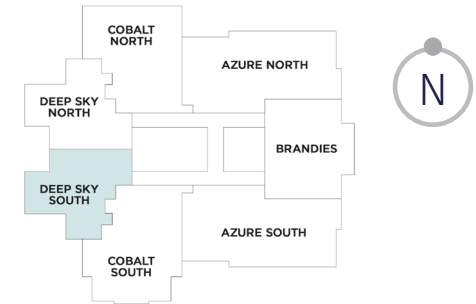 COBALT
NORTH
AZURE NORTH
N
DEEP SKY
NORTH
BRANDIES
DEEP SKY
SOUTH
AZURE SOUTH
COBALT
SOUTH